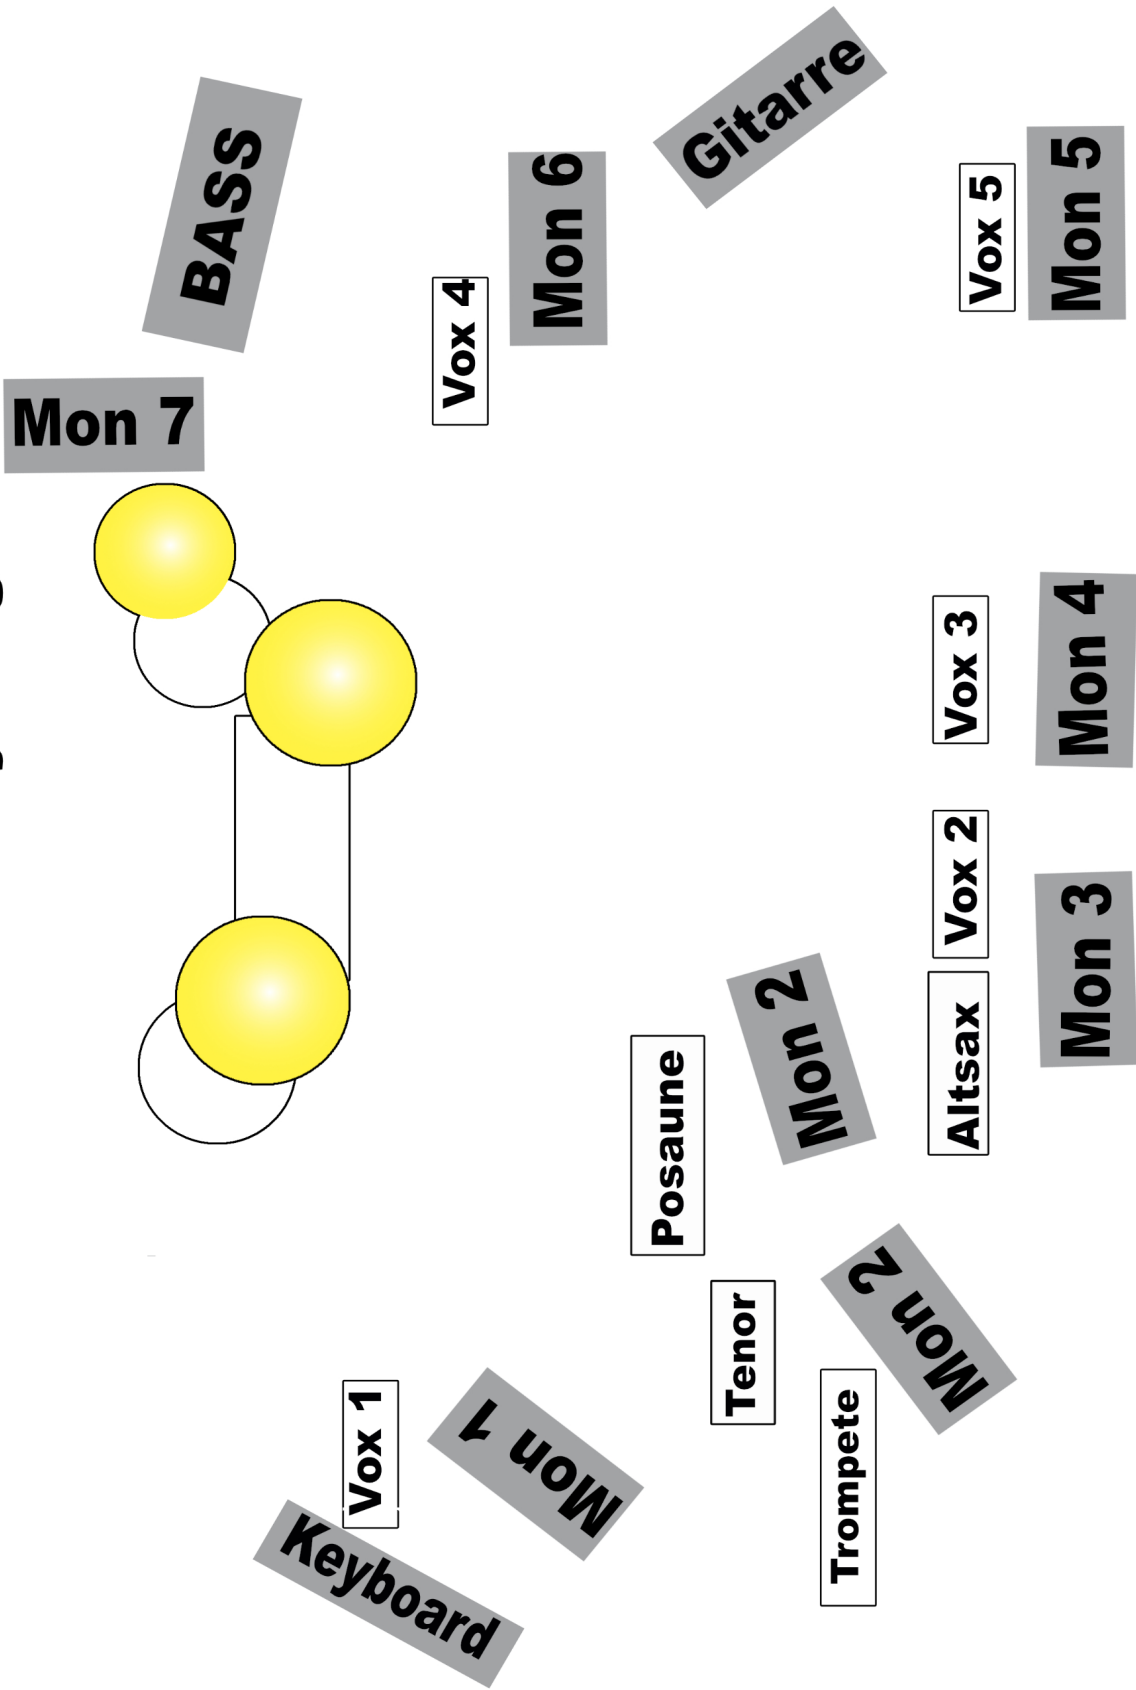 Gitarre
BASS
Mon 6
Vox 5
Mon 5
Vox 4
Mon 7
Vox 3
Mon 4
Vox 2
Mon 3
Mon 2
Altsax
Posaune
Mon 2
Tenor
Trompete
Vox 1
Mon 1
Keyboard